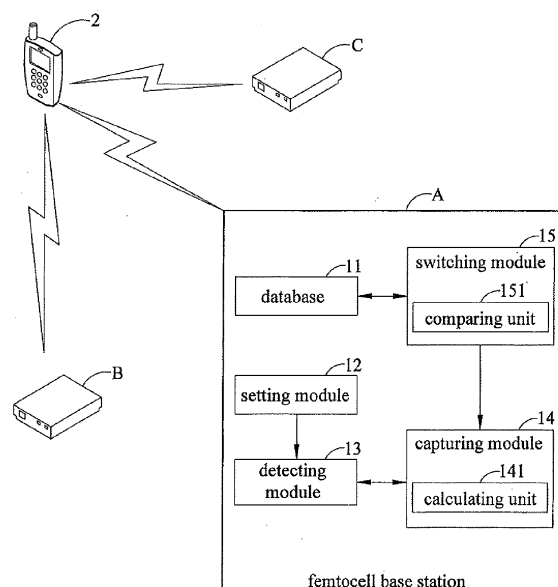 2
C
A
15
switching module
11
151
database
comparing unit
12
B
setting module
14
13
capturing module
detecting
module
141
calculating unit
femtocell base station